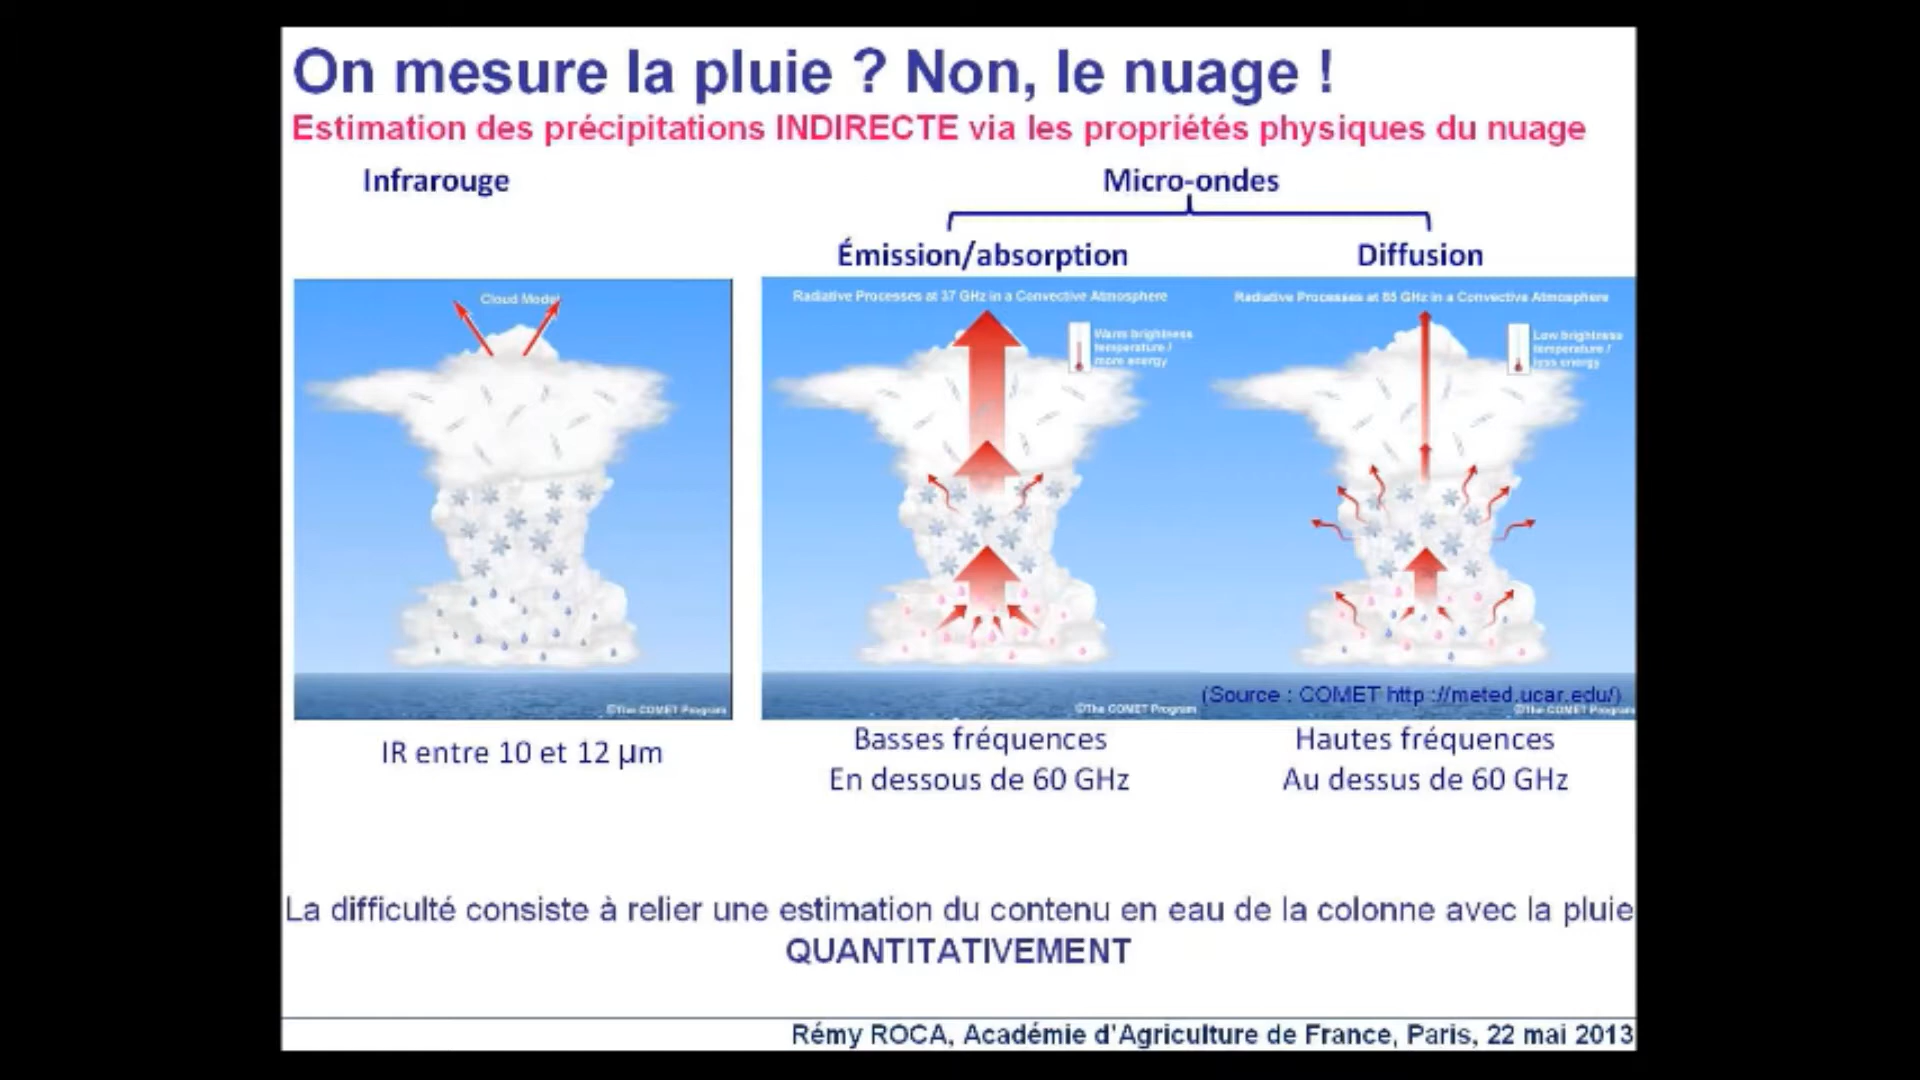 On mesure la pluie ? Non, le nuage !
Estimation des précipitations INDIRECTE via les propriétés physiques du nuage
Infrarouge
Micro-ondes
Émission/absorption
Diffusion
Cloud Model
Radiative Processes at 37 GHz in a Convective Atmosphere
Warm brightness
temperature /
more energy
Radiative Processes at 85 GHz in a Convective Atmosphere
Low brightness
temperature /
less energy
©The COMET Program
©The COMET Program
(Source : COMET http ://meted.ucar.edu/)
©The COMET Program
IR entre 10 et 12 µm
Basses fréquences
En dessous de 60 GHz
Hautes fréquences
Au dessus de 60 GHz
La difficulté consiste à relier une estimation du contenu en eau de la colonne avec la pluie
QUANTITATIVEMENT
Rémy ROCA, Académie d'Agriculture de France, Paris, 22 mai 2013